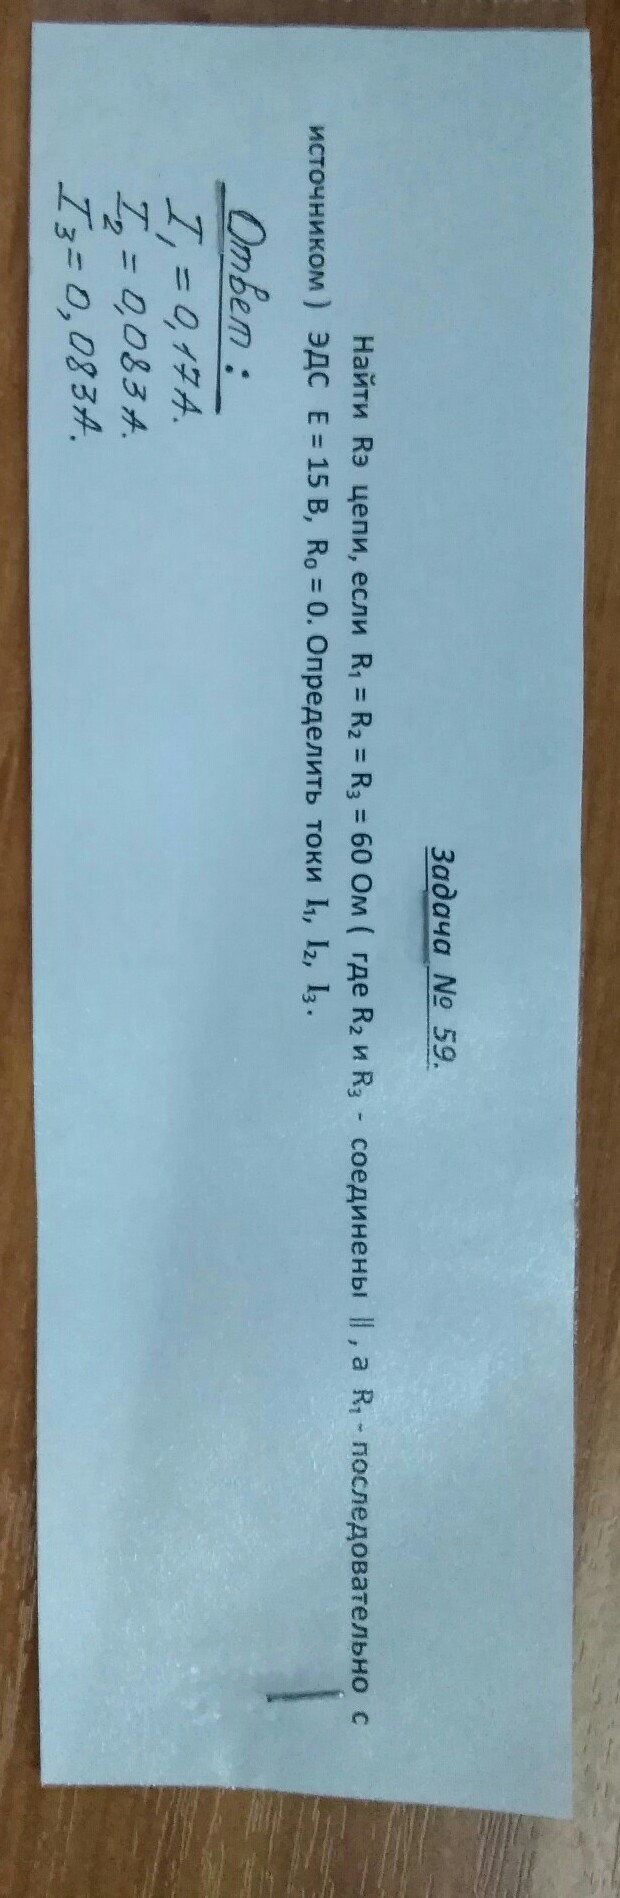 Задача № 59.
Найти Rэ цепи, если R₁ = R₂ = R₃ = 60 Ом ( где R₂ и R₃ - соединены || , а R₁ - последовательно с
источником ) ЭДС E = 15 В, R₀ = 0. Определить токи I₁, I₂, I₃.
Ответ:
I₁ = 0,17А.
I₂ = 0,083А.
I₃ = 0,083А.